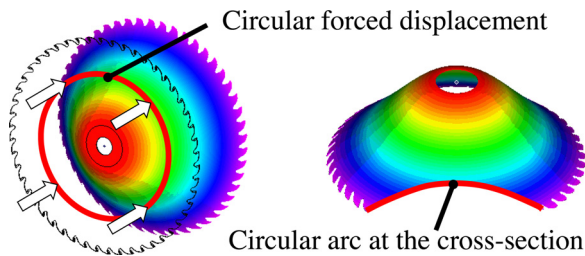 Circular forced displacement
Circular arc at the cross-section